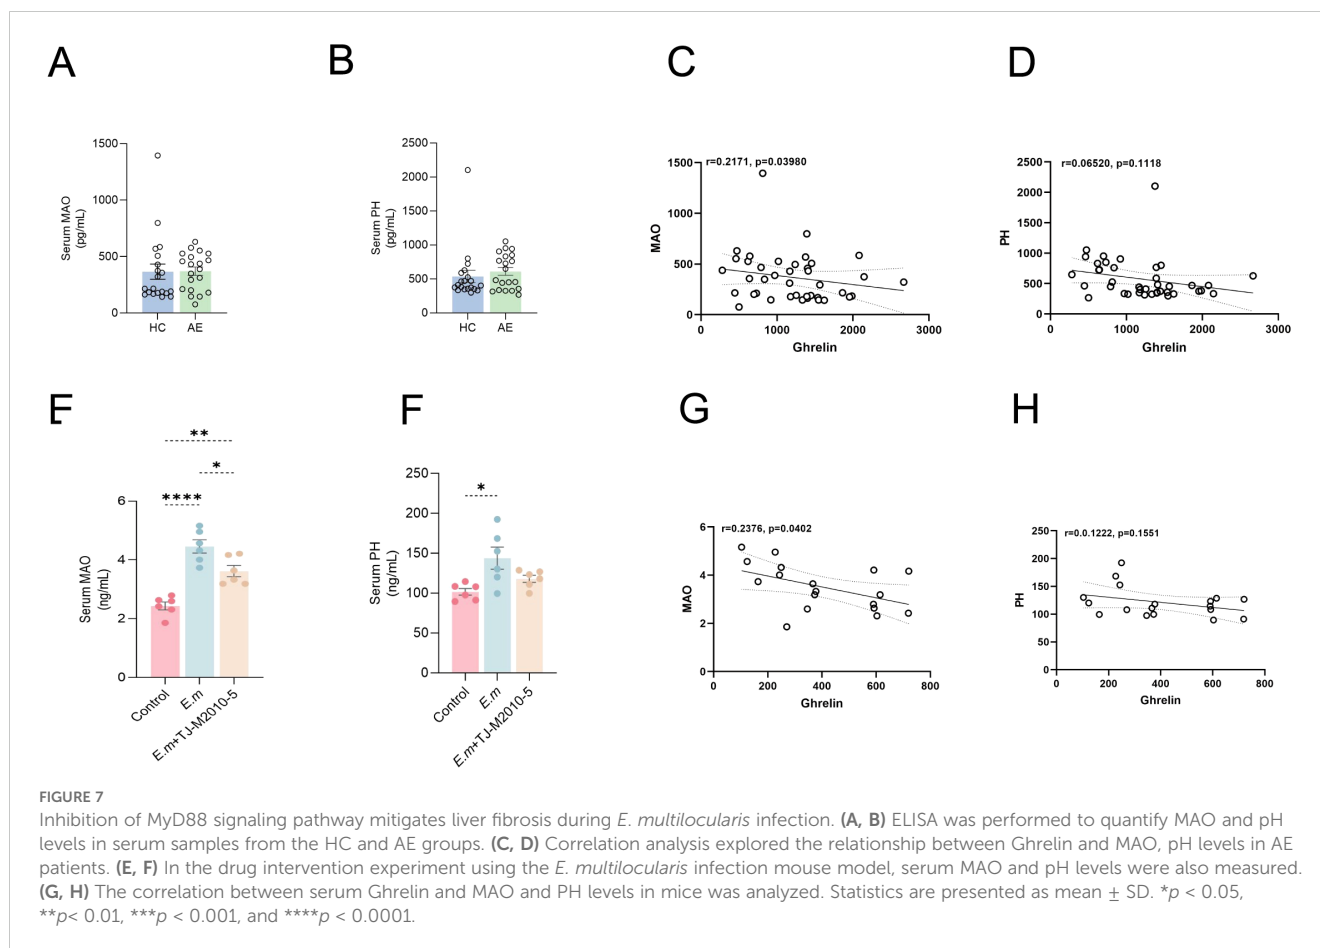 A
B
C
D
1500
1000
500
0
Serum MAO
(pg/mL)
HC
AE
2500
2000
1500
1000
500
0
Serum PH
(pg/mL)
HC
AE
r=0.2171, p=0.03980
1500
1000
500
0
MAO
0
1000
2000
3000
Ghrelin
r=0.06520, p=0.1118
2500
2000
1500
1000
500
0
PH
0
1000
2000
3000
Ghrelin
E
F
G
H
**
*
****
6
4
2
0
Serum MAO
(ng/mL)
Control
E.m
E.m+TJ-M2010-5
*
250
200
150
100
50
0
Serum PH
(ng/mL)
Control
E.m
E.m+TJ-M2010-5
r=0.2376, p=0.0402
6
4
2
0
MAO
0
200
400
600
800
Ghrelin
r=0.0.1222, p=0.1551
250
200
150
100
50
0
PH
0
200
400
600
800
Ghrelin
FIGURE 7
Inhibition of MyD88 signaling pathway mitigates liver fibrosis during E. multilocularis infection. (A, B) ELISA was performed to quantify MAO and pH
levels in serum samples from the HC and AE groups. (C, D) Correlation analysis explored the relationship between Ghrelin and MAO, pH levels in AE
patients. (E, F) In the drug intervention experiment using the E. multilocularis infection mouse model, serum MAO and pH levels were also measured.
(G, H) The correlation between serum Ghrelin and MAO and PH levels in mice was analyzed. Statistics are presented as mean ± SD. *p < 0.05,
**p< 0.01, ***p < 0.001, and ****p < 0.0001.